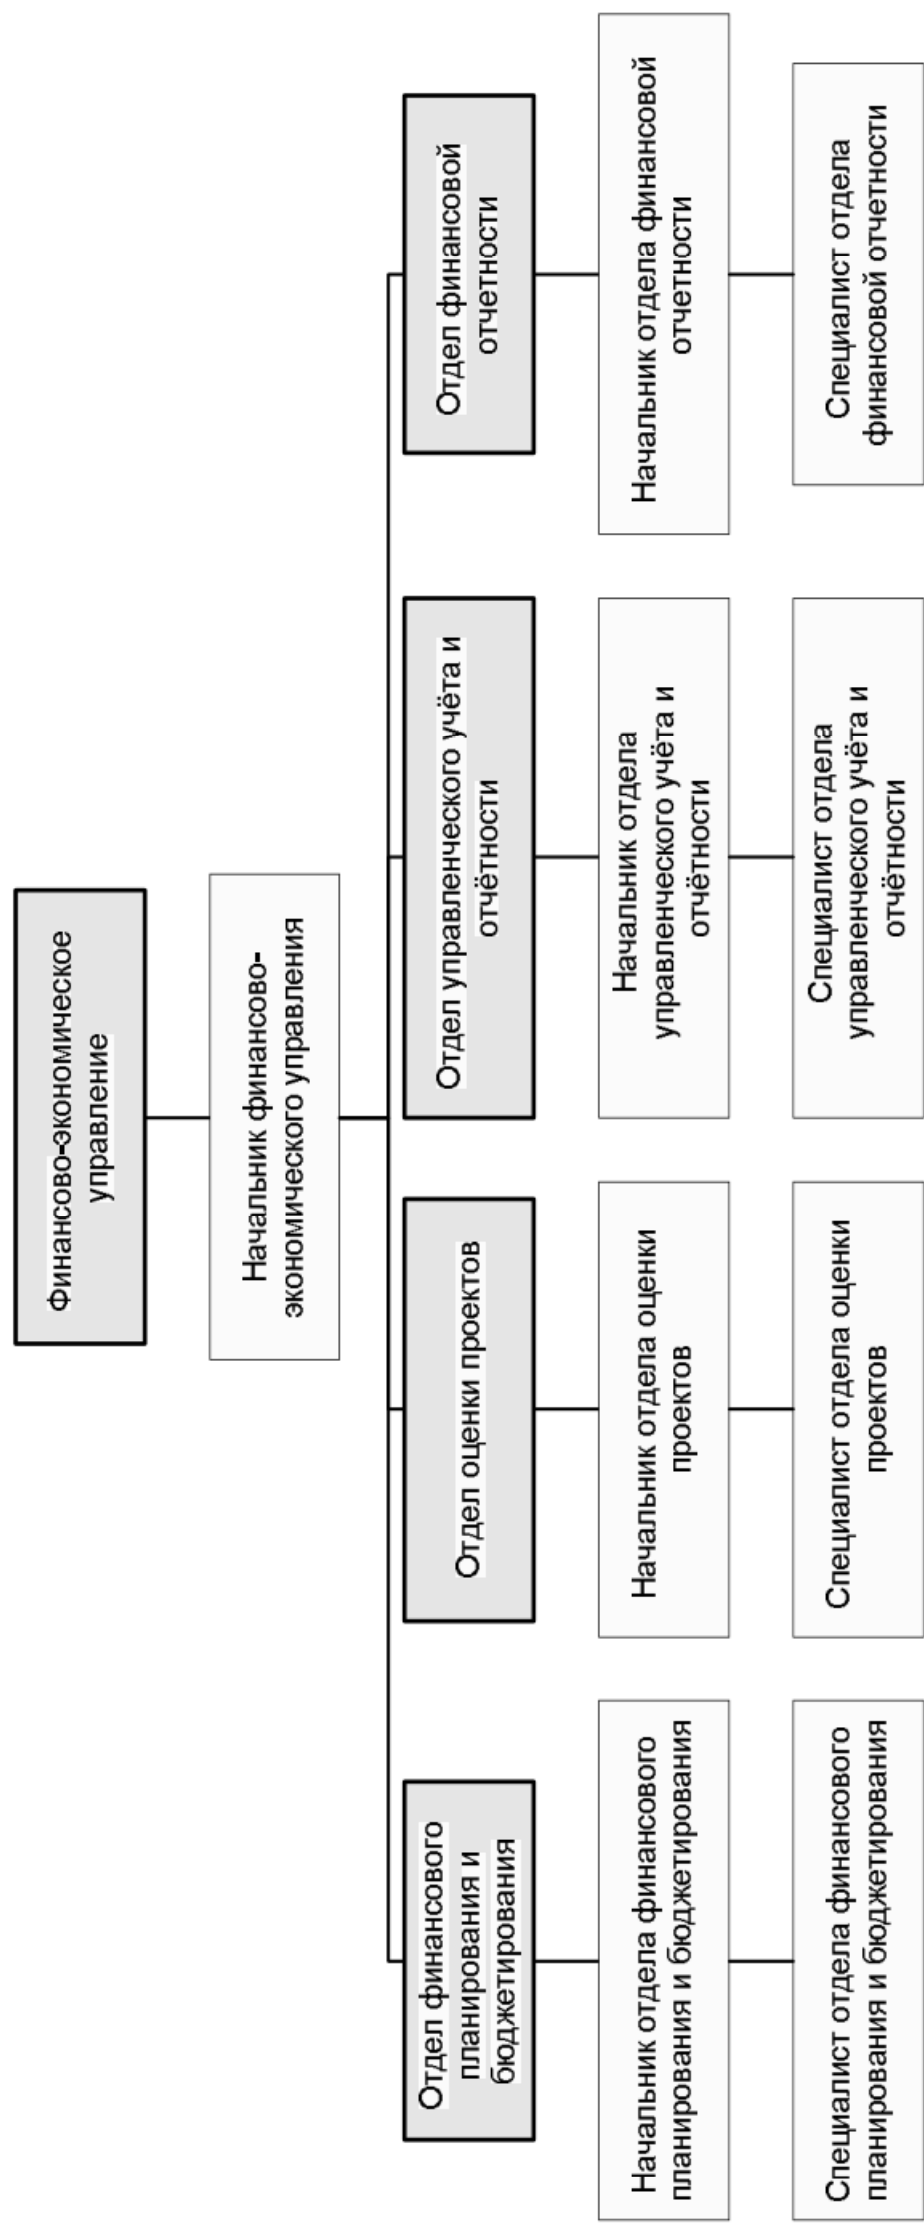 Финансово-экономическое
управление
Начальник финансово-
экономического управления
Отдел финансового
планирования и
бюджетирования
Отдел оценки проектов
Отдел управленческого учёта и
отчётности
Отдел финансовой
отчетности
Начальник отдела финансового
планирования и бюджетирования
Начальник отдела оценки
проектов
Начальник отдела
управленческого учёта и
отчётности
Начальник отдела финансовой
отчетности
Специалист отдела финансового
планирования и бюджетирования
Специалист отдела оценки
проектов
Специалист отдела
управленческого учёта и
отчётности
Специалист отдела
финансовой отчетности